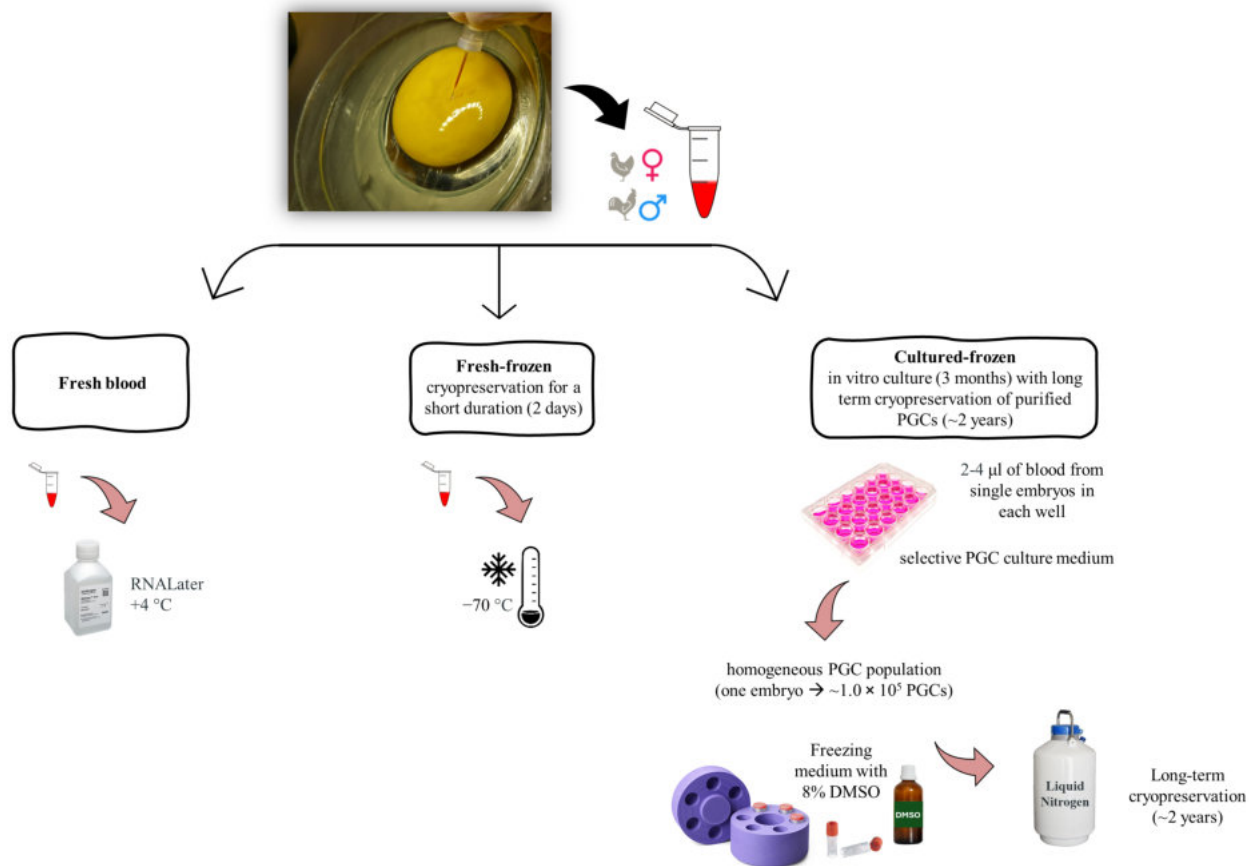 Fresh blood
RNALater
+4 °C
Fresh-frozen
cryopreservation for a
short duration (2 days)
−70 °C
Cultured-frozen
in vitro culture (3 months) with long
term cryopreservation of purified
PGCs (~2 years)
2-4 μl of blood from
single embryos in
each well
selective PGC culture medium
homogeneous PGC population
(one embryo → ~1.0 × 10⁵ PGCs)
Freezing
medium with
8% DMSO
DMSO
Liquid
Nitrogen
Long-term
cryopreservation
(~2 years)